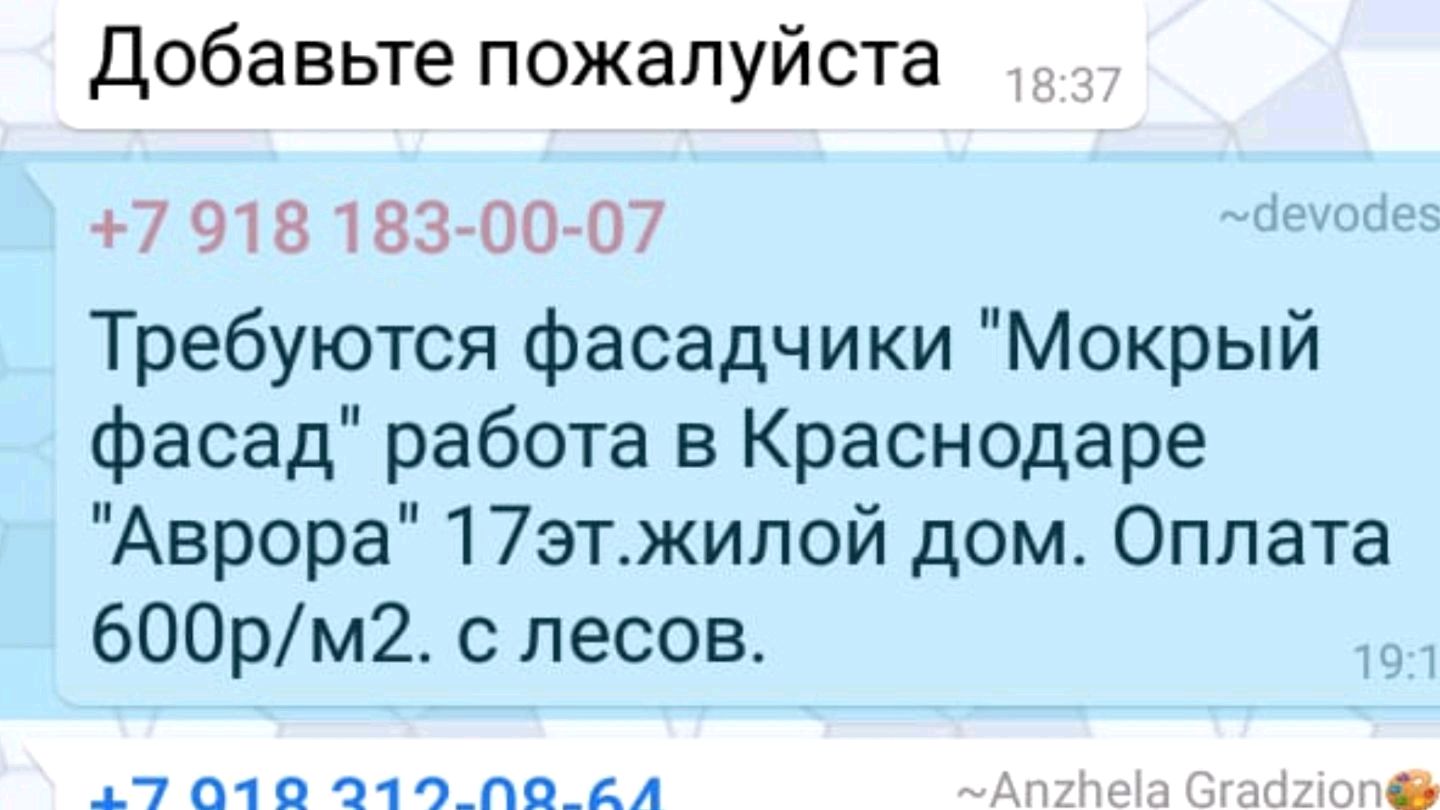 Добавьте пожалуйста 18:37
+7 918 183-00-07 ~devodes
Требуются фасадчики "Мокрый
фасад" работа в Краснодаре
"Аврора" 17эт.жилой дом. Оплата
600р/м2. с лесов.
19:1
+7 918 312-08-64 ~Anzhela Gradzion🎨